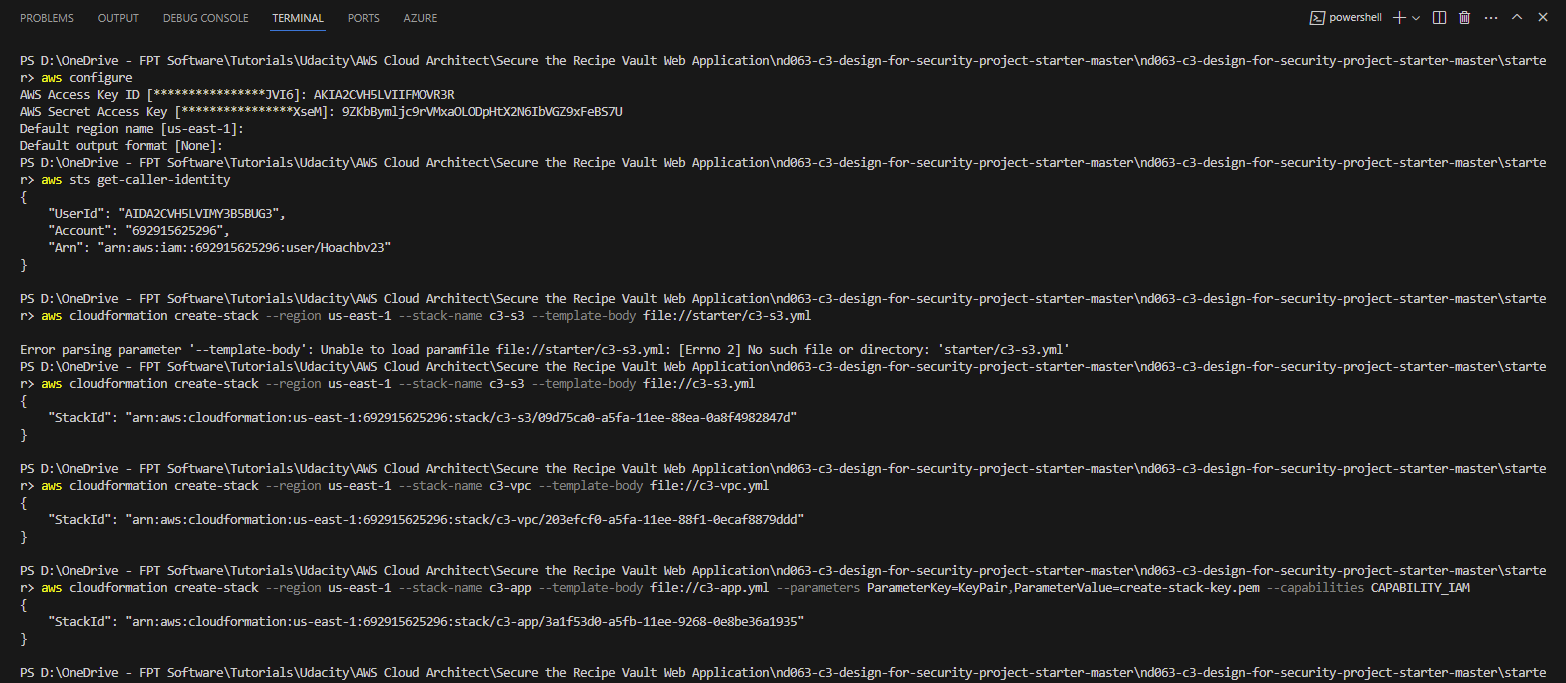 PROBLEMS OUTPUT DEBUG CONSOLE TERMINAL PORTS AZURE powershell
PS D:\OneDrive - FPT Software\Tutorials\Udacity\AWS Cloud Architect\Secure the Recipe Vault Web Application\nd063-c3-design-for-security-project-starter-master\nd063-c3-design-for-security-project-starter-master\starte
r> aws configure
AWS Access Key ID [****************JVI6]: AKIA2CVH5LVIIFMOVR3R
AWS Secret Access Key [****************XseM]:
Default region name [us-east-1]:
Default output format [None]:
PS D:\OneDrive - FPT Software\Tutorials\Udacity\AWS Cloud Architect\Secure the Recipe Vault Web Application\nd063-c3-design-for-security-project-starter-master\nd063-c3-design-for-security-project-starter-master\starte
r> aws sts get-caller-identity
{
    "UserId": "AIDA2CVH5LVIMY3B5BUG3",
    "Account": "692915625296",
    "Arn": "arn:aws:iam::692915625296:user/Hoachbv23"
}
PS D:\OneDrive - FPT Software\Tutorials\Udacity\AWS Cloud Architect\Secure the Recipe Vault Web Application\nd063-c3-design-for-security-project-starter-master\nd063-c3-design-for-security-project-starter-master\starte
r> aws cloudformation create-stack --region us-east-1 --stack-name c3-s3 --template-body file://starter/c3-s3.yml
Error parsing parameter '--template-body': Unable to load paramfile file://starter/c3-s3.yml: [Errno 2] No such file or directory: 'starter/c3-s3.yml'
PS D:\OneDrive - FPT Software\Tutorials\Udacity\AWS Cloud Architect\Secure the Recipe Vault Web Application\nd063-c3-design-for-security-project-starter-master\nd063-c3-design-for-security-project-starter-master\starte
r> aws cloudformation create-stack --region us-east-1 --stack-name c3-s3 --template-body file://c3-s3.yml
{
    "StackId": "arn:aws:cloudformation:us-east-1:692915625296:stack/c3-s3/09d75ca0-a5fa-11ee-88ea-0a8f4982847d"
}
PS D:\OneDrive - FPT Software\Tutorials\Udacity\AWS Cloud Architect\Secure the Recipe Vault Web Application\nd063-c3-design-for-security-project-starter-master\nd063-c3-design-for-security-project-starter-master\starte
r> aws cloudformation create-stack --region us-east-1 --stack-name c3-vpc --template-body file://c3-vpc.yml
{
    "StackId": "arn:aws:cloudformation:us-east-1:692915625296:stack/c3-vpc/203efcf0-a5fa-11ee-88f1-0ecaf8879ddd"
}
PS D:\OneDrive - FPT Software\Tutorials\Udacity\AWS Cloud Architect\Secure the Recipe Vault Web Application\nd063-c3-design-for-security-project-starter-master\nd063-c3-design-for-security-project-starter-master\starte
r> aws cloudformation create-stack --region us-east-1 --stack-name c3-app --template-body file://c3-app.yml --parameters ParameterKey=KeyPair,ParameterValue=create-stack-key.pem --capabilities CAPABILITY_IAM
{
    "StackId": "arn:aws:cloudformation:us-east-1:692915625296:stack/c3-app/3a1f53d0-a5fb-11ee-9268-0e8be36a1935"
}
PS D:\OneDrive - FPT Software\Tutorials\Udacity\AWS Cloud Architect\Secure the Recipe Vault Web Application\nd063-c3-design-for-security-project-starter-master\nd063-c3-design-for-security-project-starter-master\starte